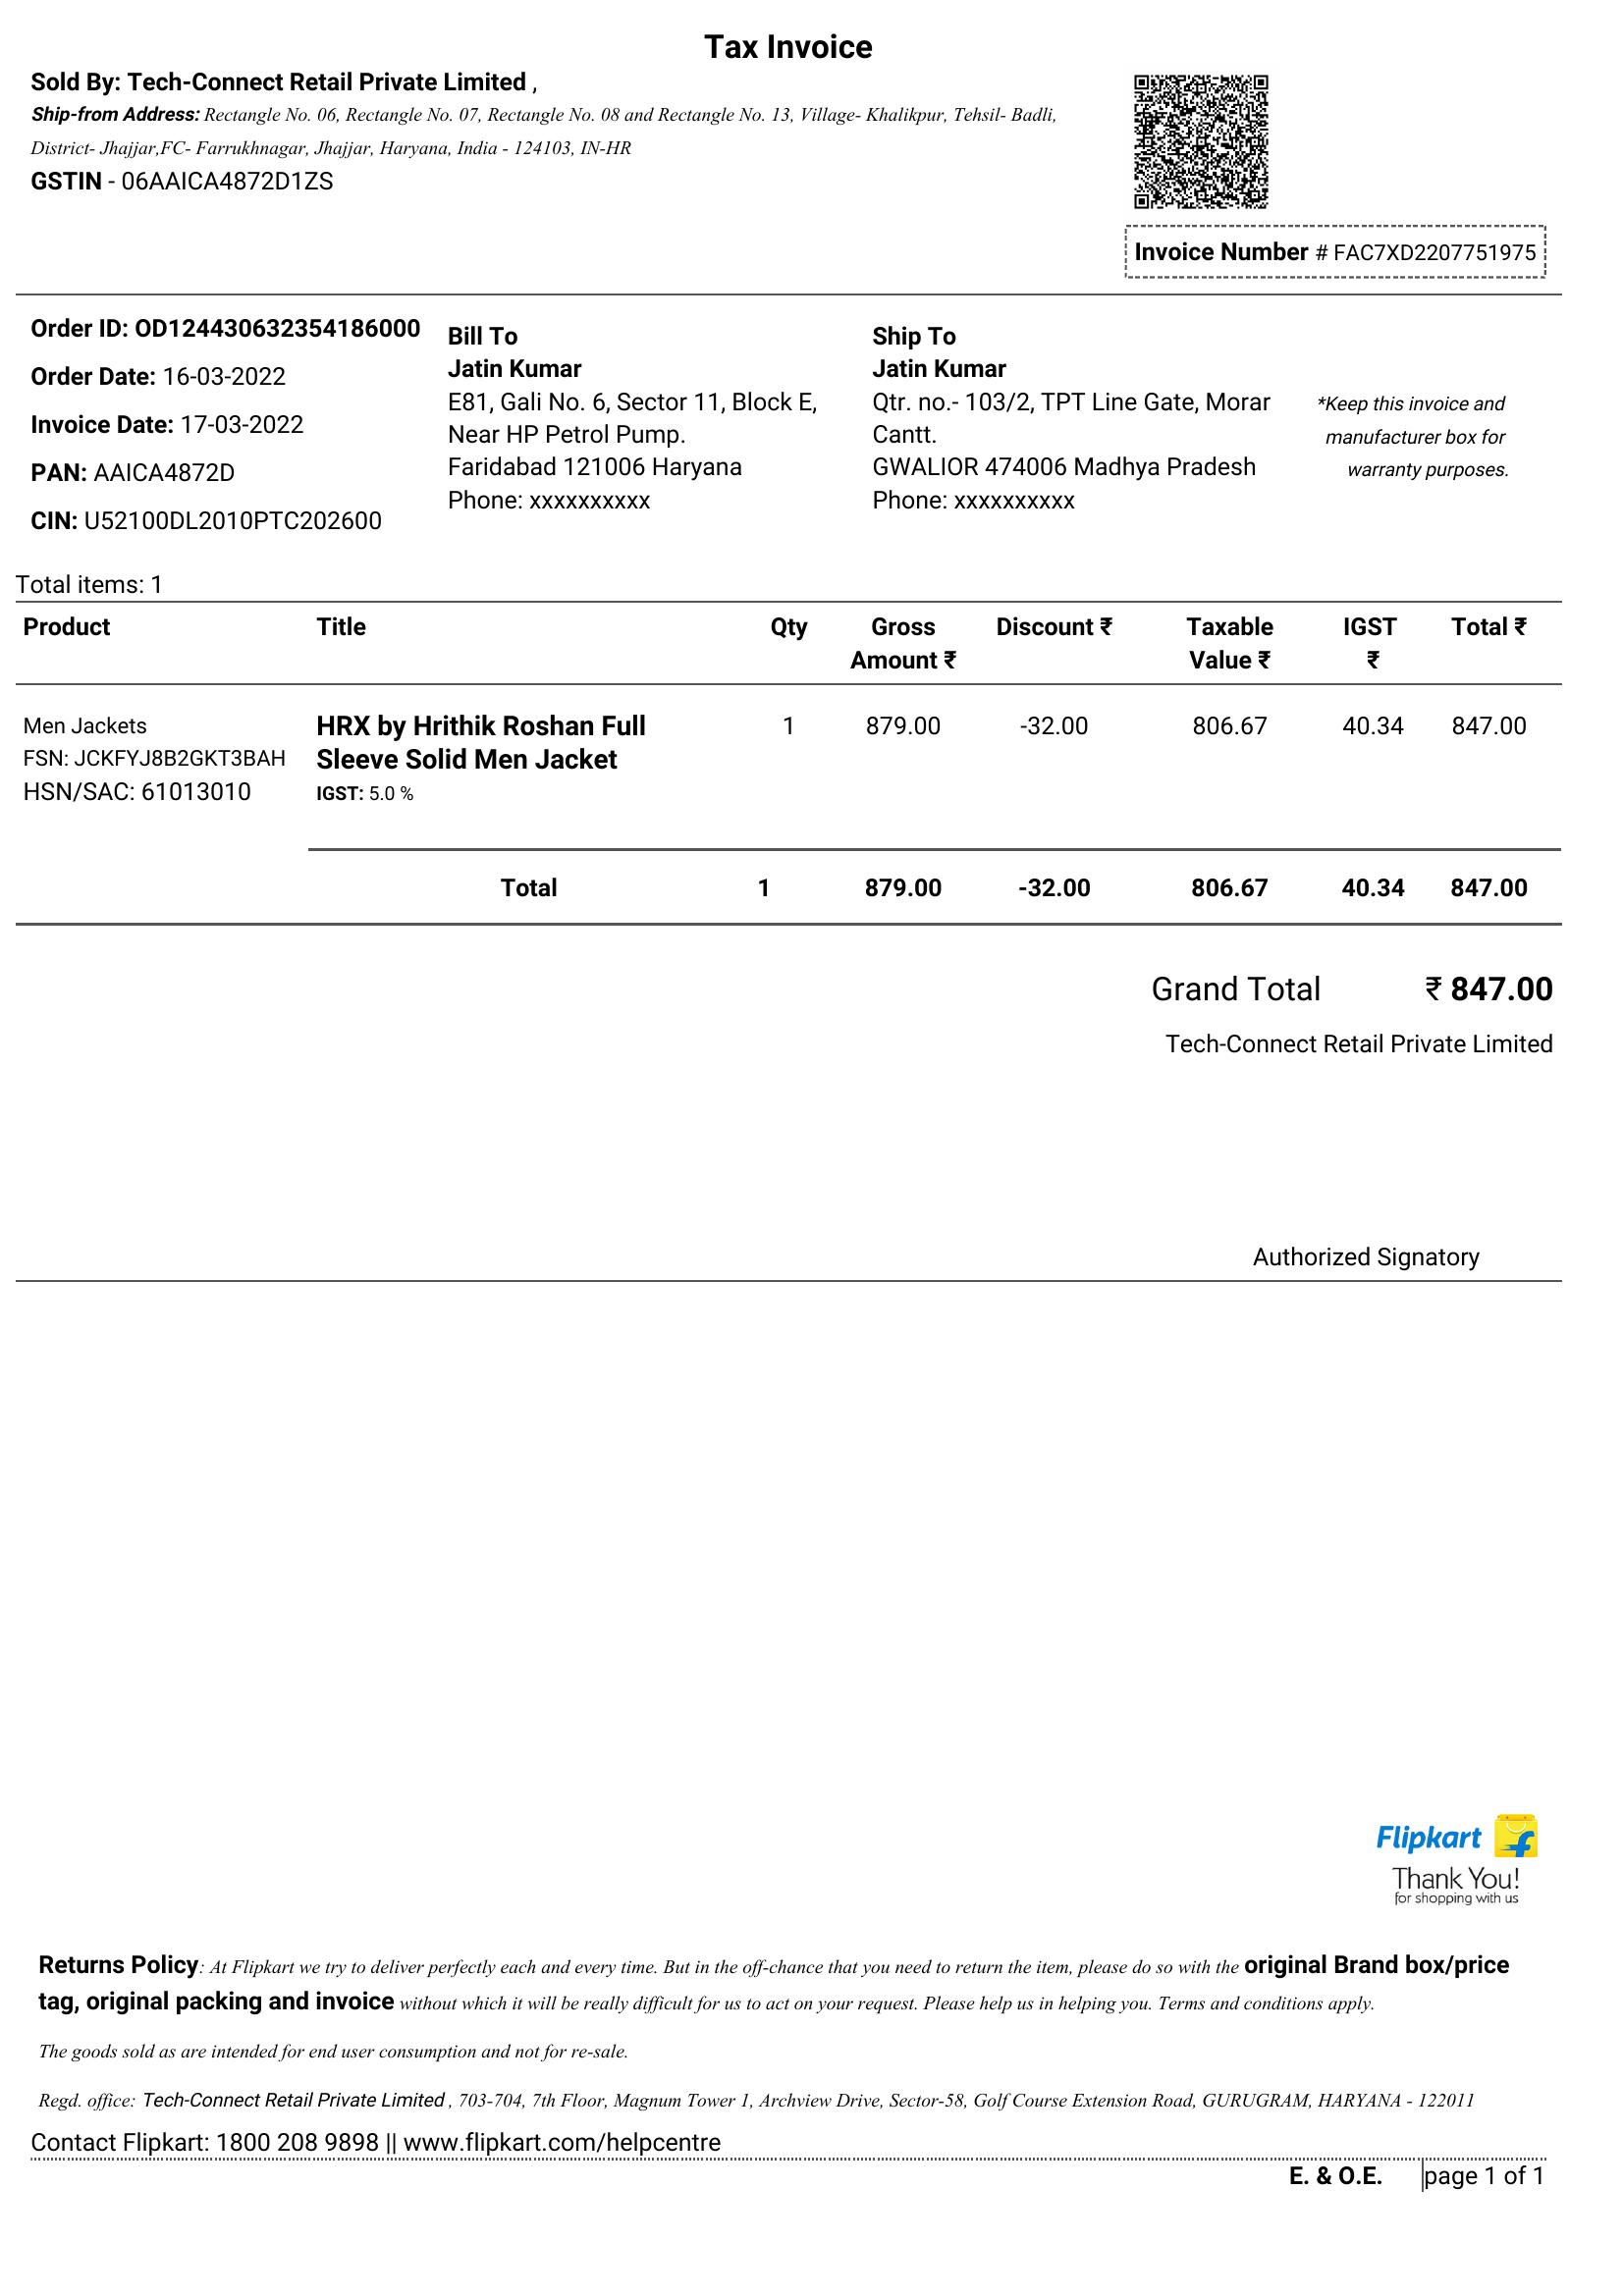 Tax Invoice
Sold By: Tech-Connect Retail Private Limited ,
Ship-from Address: Rectangle No. 06, Rectangle No. 07, Rectangle No. 08 and Rectangle No. 13, Village- Khalikpur, Tehsil- Badli,
District- Jhajjar,FC- Farrukhnagar, Jhajjar, Haryana, India - 124103, IN-HR
GSTIN - 06AAICA4872D1ZS
Invoice Number # FAC7XD2207751975
Order ID: OD124430632354186000
Order Date: 16-03-2022
Invoice Date: 17-03-2022
PAN: AAICA4872D
CIN: U52100DL2010PTC202600
Bill To
Jatin Kumar
E81, Gali No. 6, Sector 11, Block E,
Near HP Petrol Pump.
Faridabad 121006 Haryana
Phone: xxxxxxxxxx
Ship To
Jatin Kumar
Qtr. no.- 103/2, TPT Line Gate, Morar
Cantt.
GWALIOR 474006 Madhya Pradesh
Phone: xxxxxxxxxx
*Keep this invoice and
manufacturer box for
warranty purposes.
Total items: 1
Product Title Qty Gross Discount ₹ Taxable IGST Total ₹
Amount ₹ Value ₹ ₹
Men Jackets HRX by Hrithik Roshan Full 1 879.00 -32.00 806.67 40.34 847.00
FSN: JCKFYJ8B2GKT3BAH Sleeve Solid Men Jacket
HSN/SAC: 61013010 IGST: 5.0 %
Total 1 879.00 -32.00 806.67 40.34 847.00
Grand Total ₹ 847.00
Tech-Connect Retail Private Limited
Authorized Signatory
Flipkart
Thank You!
for shopping with us
Returns Policy: At Flipkart we try to deliver perfectly each and every time. But in the off-chance that you need to return the item, please do so with the original Brand box/price
tag, original packing and invoice without which it will be really difficult for us to act on your request. Please help us in helping you. Terms and conditions apply.
The goods sold as are intended for end user consumption and not for re-sale.
Regd. office: Tech-Connect Retail Private Limited , 703-704, 7th Floor, Magnum Tower 1, Archview Drive, Sector-58, Golf Course Extension Road, GURUGRAM, HARYANA - 122011
Contact Flipkart: 1800 208 9898 || www.flipkart.com/helpcentre
E. & O.E. page 1 of 1